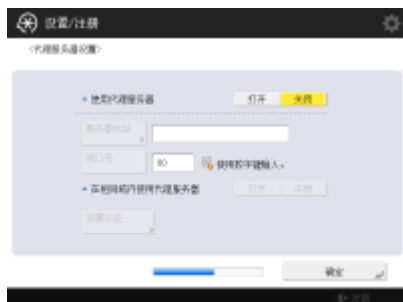 设置/注册
<代理服务器设置>
使用代理服务器
打开
关闭
服务器地址
端口号
80
使用数字键输入。
在相同域内使用代理服务器
打开
关闭
设置认证
确定
注销